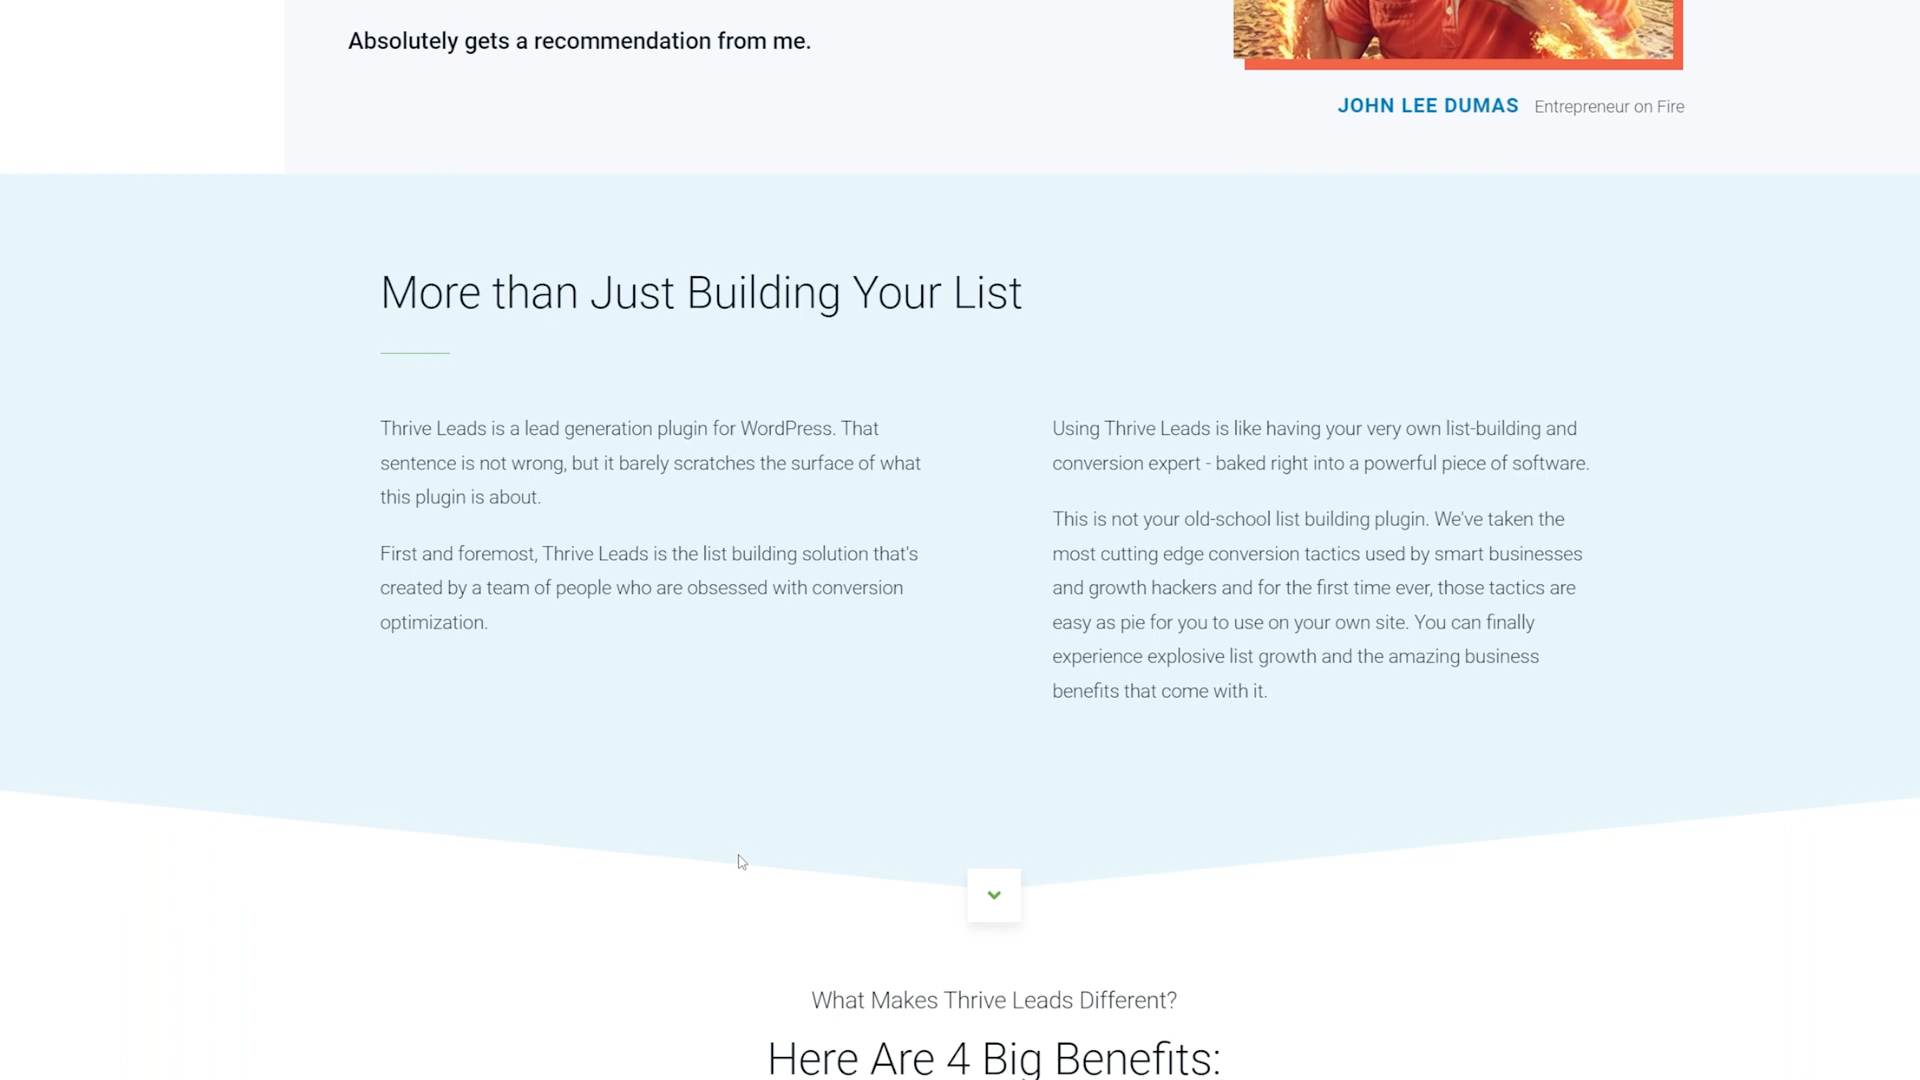 Absolutely gets a recommendation from me.
JOHN LEE DUMAS Entrepreneur on Fire
More than Just Building Your List
Thrive Leads is a lead generation plugin for WordPress. That
sentence is not wrong, but it barely scratches the surface of what
this plugin is about.
First and foremost, Thrive Leads is the list building solution that's
created by a team of people who are obsessed with conversion
optimization.
Using Thrive Leads is like having your very own list-building and
conversion expert - baked right into a powerful piece of software.
This is not your old-school list building plugin. We've taken the
most cutting edge conversion tactics used by smart businesses
and growth hackers and for the first time ever, those tactics are
easy as pie for you to use on your own site. You can finally
experience explosive list growth and the amazing business
benefits that come with it.
What Makes Thrive Leads Different?
Here Are 4 Big Benefits: